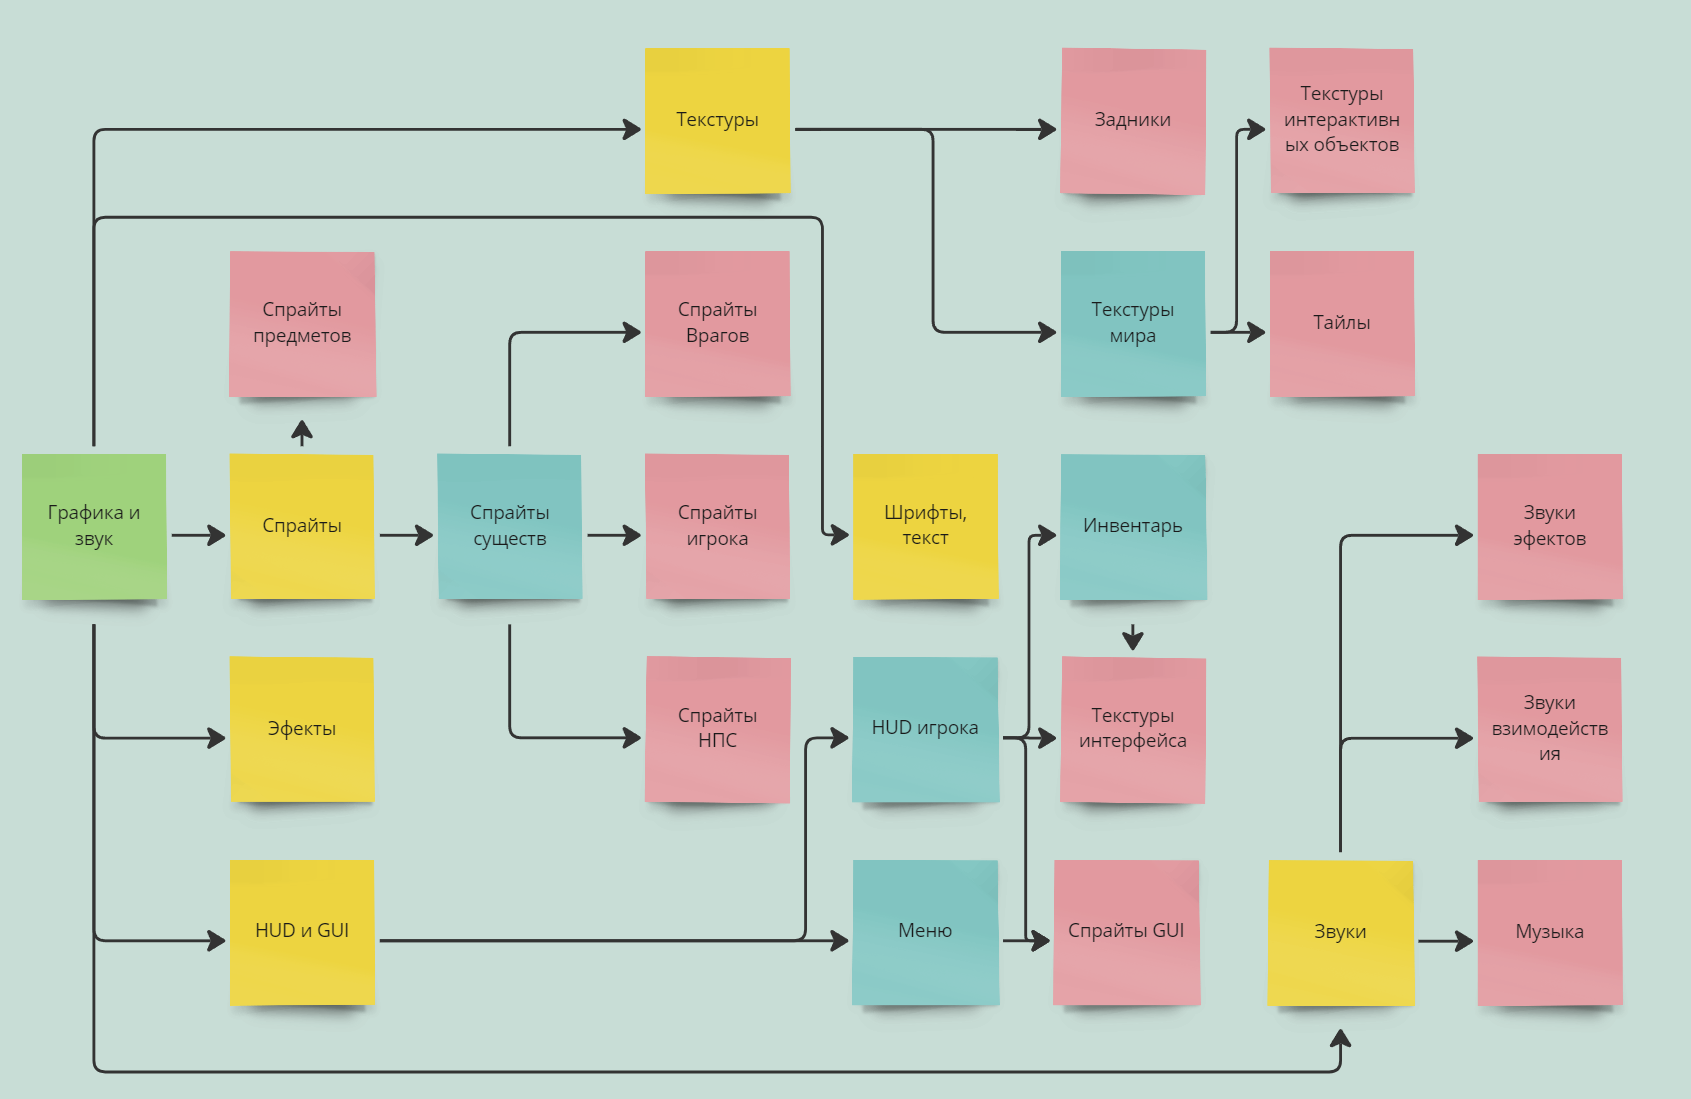 Текстуры
Задники
Текстуры
интерактивн
ых объектов
Спрайты
предметов
Спрайты
Врагов
Текстуры
мира
Тайлы
Графика и
звук
Спрайты
Спрайты
существ
Спрайты
игрока
Шрифты,
текст
Инвентарь
Звуки
эфектов
Эфекты
Спрайты
НПС
HUD игрока
Текстуры
интерфейса
Звуки
взимодейств
ия
HUD и GUI
Меню
Спрайты GUI
Звуки
Музыка